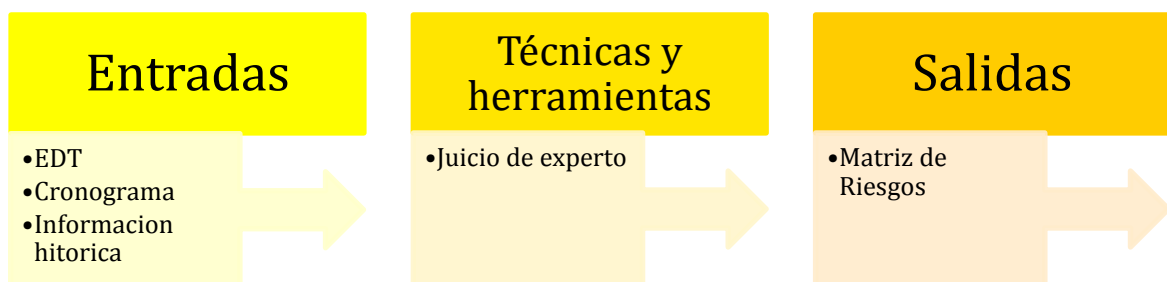 Entradas
•EDT
•Cronograma
•Informacion
hitorica
Técnicas y
herramientas
•Juicio de experto
Salidas
•Matriz de
Riesgos